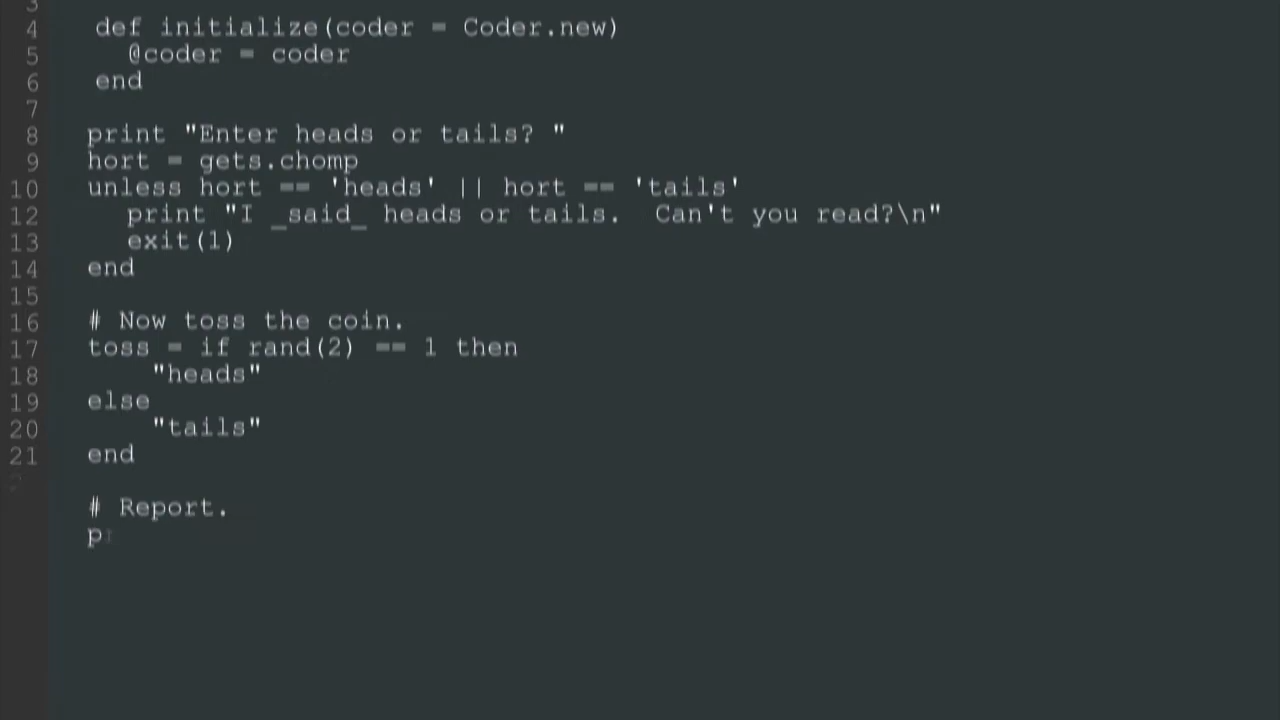 3
4 def initialize(coder = Coder.new)
5 @coder = coder
6 end
7
8 print "Enter heads or tails? "
9 hort = gets.chomp
10 unless hort == 'heads' || hort == 'tails'
12 print "I _said_ heads or tails.  Can't you read?\n"
13 exit(1)
14 end
15
16 # Now toss the coin.
17 toss = if rand(2) == 1 then
18 "heads"
19 else
20 "tails"
21 end
# Report.
p